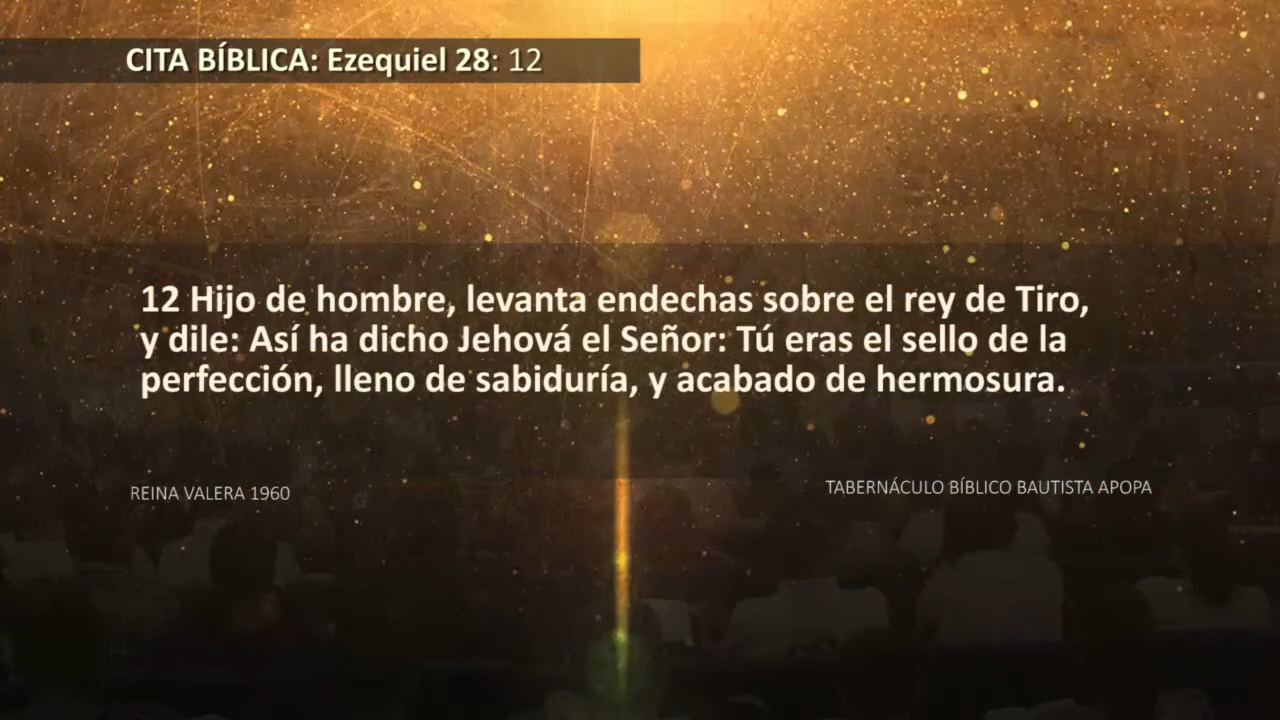 CITA BÍBLICA: Ezequiel 28: 12
12 Hijo de hombre, levanta endechas sobre el rey de Tiro,
y dile: Así ha dicho Jehová el Señor: Tú eras el sello de la
perfección, lleno de sabiduría, y acabado de hermosura.
REINA VALERA 1960
TABERNÁCULO BÍBLICO BAUTISTA APOPA